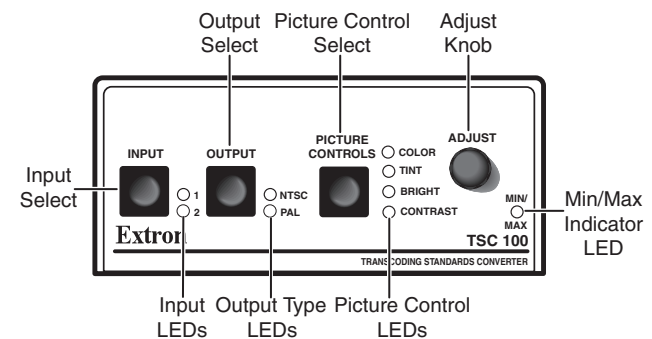 Output Select
Picture Control Select
Adjust Knob
Input Select
INPUT
1
2
OUTPUT
NTSC
PAL
PICTURE CONTROLS
COLOR
TINT
BRIGHT
CONTRAST
ADJUST
MIN/
MAX
Extron
TSC 100
TRANSCODING STANDARDS CONVERTER
Min/Max Indicator LED
Input LEDs
Output Type LEDs
Picture Control LEDs